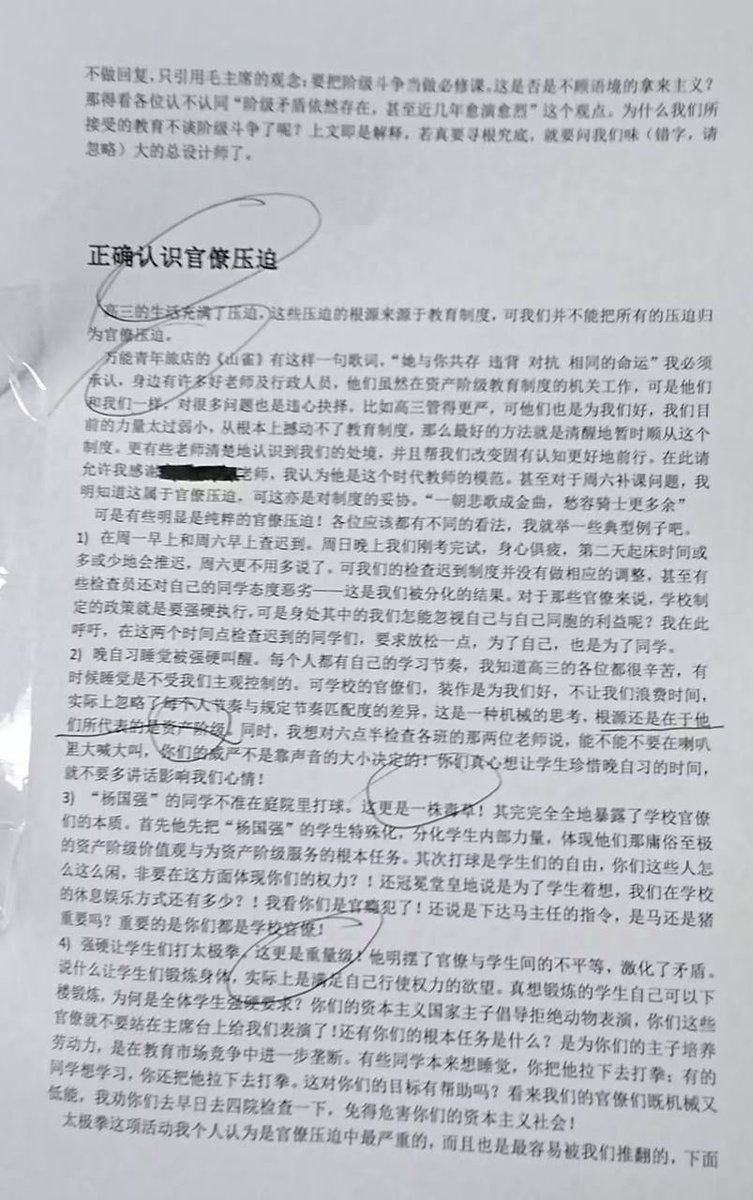 不做回复，只引用毛主席的观念：要把阶级斗争当做必修课。这是否是不顾语境的拿来主义？
那得看各位认不认同“阶级矛盾依然存在，甚至近几年愈演愈烈”这个观点。为什么我们所
接受的教育不谈阶级斗争了呢？上文即是解释，若真要寻根究底，就要问我们味（错字，请
忽略）大的总设计师了。
正确认识官僚压迫
高三的生活充满了压迫，这些压迫的根源来源于教育制度，可我们并不能把所有的压迫归
为官僚压迫。
万能青年旅店的《山雀》有这样一句歌词，“她与你共存 违背 对抗 相同的命运”我必须
承认，身边有许多好老师及行政人员，他们虽然在资产阶级教育制度的机关工作，可是他们
和我们一样，对很多问题也是违心抉择。比如高三管得更严，可他们也是为我们好，我们目
前的力量太过弱小，从根本上撼动不了教育制度，那么最好的方法就是清醒地暂时顺从这个
制度。更有些老师清楚地认识到我们的处境，并且帮我们改变固有认知更好地前行。在此请
允许我感谢老师，我认为他是这个时代教师的模范。甚至对于周六补课问题，我
明知道这属于官僚压迫，可这亦是对制度的妥协。“一朝悲歌成金曲，愁容骑士更多余”
可是有些明显是纯粹的官僚压迫！各位应该都有不同的看法，我就举一些典型例子吧。
1) 在周一早上和周六早上查迟到。周日晚上我们刚考完试，身心俱疲，第二天起床时间或
多或少地会推迟，周六更不用多说了。可我们的检查迟到制度并没有做相应的调整，甚至有
些检查员还对自己的同学态度恶劣——这是我们被分化的结果。对于那些官僚来说，学校制
定的政策就是要强硬执行，可是身处其中的我们怎能忽视自己与自己同胞的利益呢？我在此
呼吁，在这两个时间点检查迟到的同学们，要求放松一点，为了自己，也是为了同学。
2) 晚自习睡觉被强硬叫醒。每个人都有自己的学习节奏，我知道高三的各位都很辛苦，有
时候睡觉是不受我们主观控制的。可学校的官僚们，装作是为我们好，不让我们浪费时间，
实际上忽略了每个人节奏与规定节奏匹配度的差异，这是一种机械的思考，根源还是在于他
们所代表的是资产阶级。同时，我想对六点半检查各班的那两位老师说，能不能不要在喇叭
里大喊大叫，你们的威严不是靠声音的大小决定的！你们真心想让学生珍惜晚自习的时间，
就不要多讲话影响我们心情！
3) “杨国强”的同学不准在庭院里打球。这更是一株毒草！其完完全全地暴露了学校官僚
们的本质。首先他先把“杨国强”的学生特殊化，分化学生内部力量，体现他们那庸俗至极
的资产阶级价值观与为资产阶级服务的根本任务。其次打球是学生们的自由，你们这些人怎
么这么闲，非要在这方面体现你们的权力？！还冠冕堂皇地说是为了学生着想，我们在学校
的休息娱乐方式还有多少？！我看你们是官瘾犯了！还说是下达马主任的指令，是马还是猪
重要吗？重要的是你们都是学校官僚！
4) 强硬让学生们打太极拳。这更是重量级！他明摆了官僚与学生间的不平等，激化了矛盾。
说什么让学生们锻炼身体，实际上是满足自己行使权力的欲望。真想锻炼的学生自己可以下
楼锻炼，为何是全体学生强硬要求？你们的资本主义国家主子倡导拒绝动物表演，你们这些
官僚就不要站在主席台上给我们表演了！还有你们的根本任务是什么？是为你们的主子培养
劳动力，是在教育市场竞争中进一步垄断。有些同学本来想睡觉，你把他拉下去打拳；有的
同学想学习，你还把他拉下去打拳。这对你们的目标有帮助吗？看来我们的官僚们既机械又
低能，我劝你们去早日去四院检查一下，免得危害你们的资本主义社会！
太极拳这项活动我个人认为是官僚压迫中最严重的，而且也是最容易被我们推翻的，下面